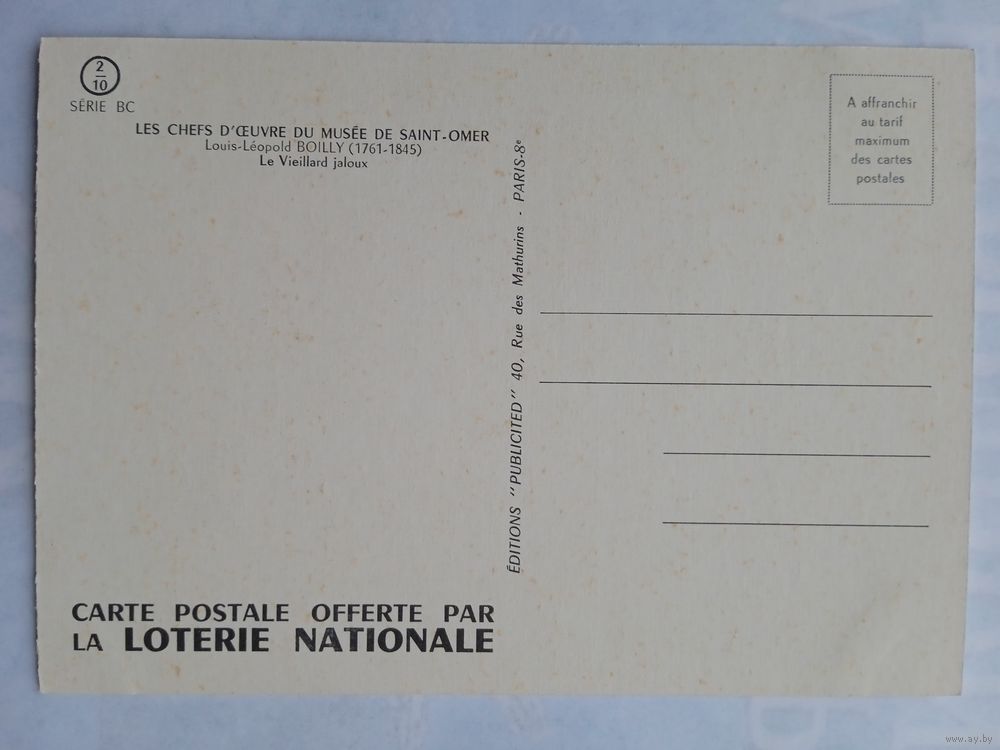 2
10
SÉRIE BC
LES CHEFS D'ŒUVRE DU MUSÉE DE SAINT-OMER
Louis-Léopold BOILLY (1761-1845)
Le Vieillard jaloux
A affranchir
au tarif
maximum
des cartes
postales
ÉDITIONS "PUBLICITED" 40, Rue des Mathurins - PARIS-8e
CARTE POSTALE OFFERTE PAR
LA LOTERIE NATIONALE
www.ay.by